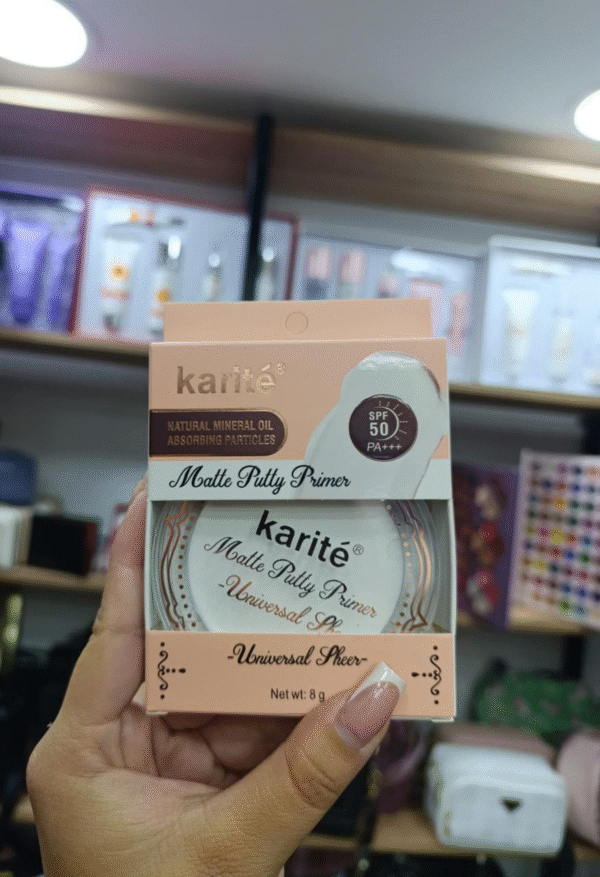 karité®
NATURAL MINERAL OIL
ABSORBING PARTICLES
SPF
50
PA+++
Matte Putty Primer
karité®
Matte Putty Primer
-Universal
-Universal Sheer-
Net wt: 8 g